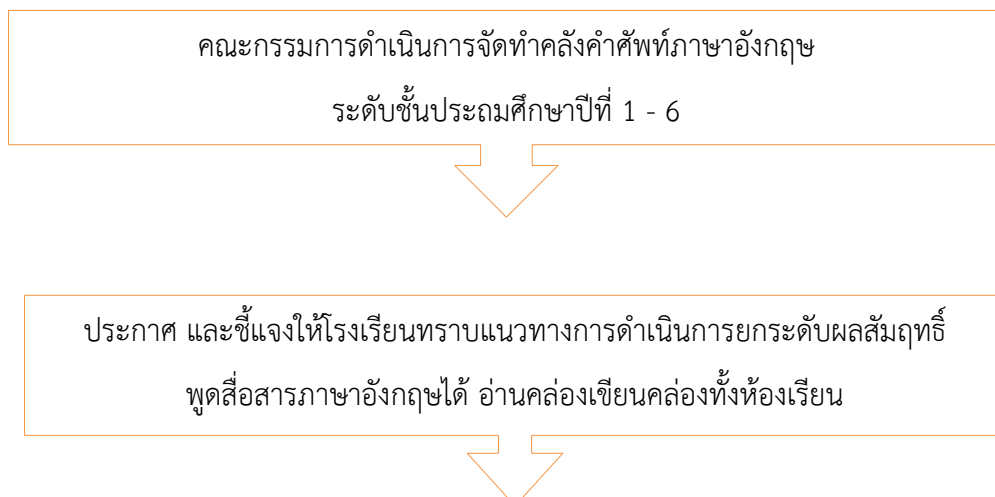 คณะกรรมการดำเนินการจัดทำคลังคำศัพท์ภาษาอังกฤษ
ระดับชั้นประถมศึกษาปีที่ 1 - 6
ประกาศ และชี้แจงให้โรงเรียนทราบแนวทางการดำเนินการยกระดับผลสัมฤทธิ์
พูดสื่อสารภาษาอังกฤษได้ อ่านคล่องเขียนคล่องทั้งห้องเรียน